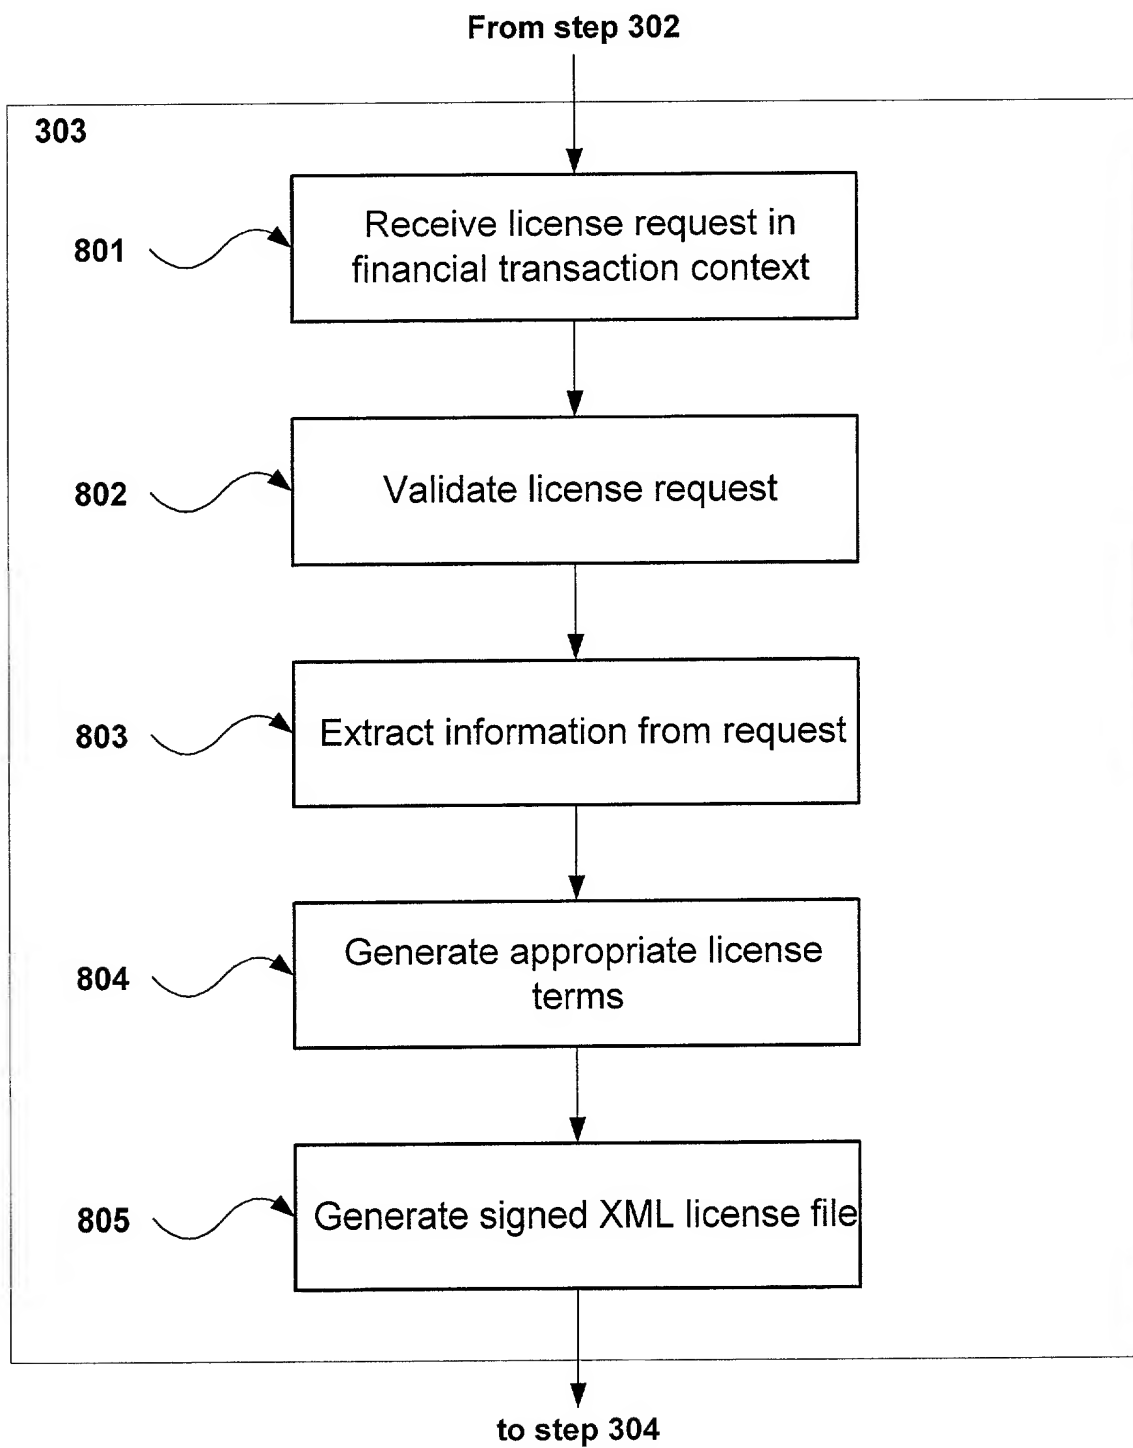 From step 302
303
801
Receive license request in
financial transaction context
802
Validate license request
803
Extract information from request
804
Generate appropriate license
terms
805
Generate signed XML license file
to step 304